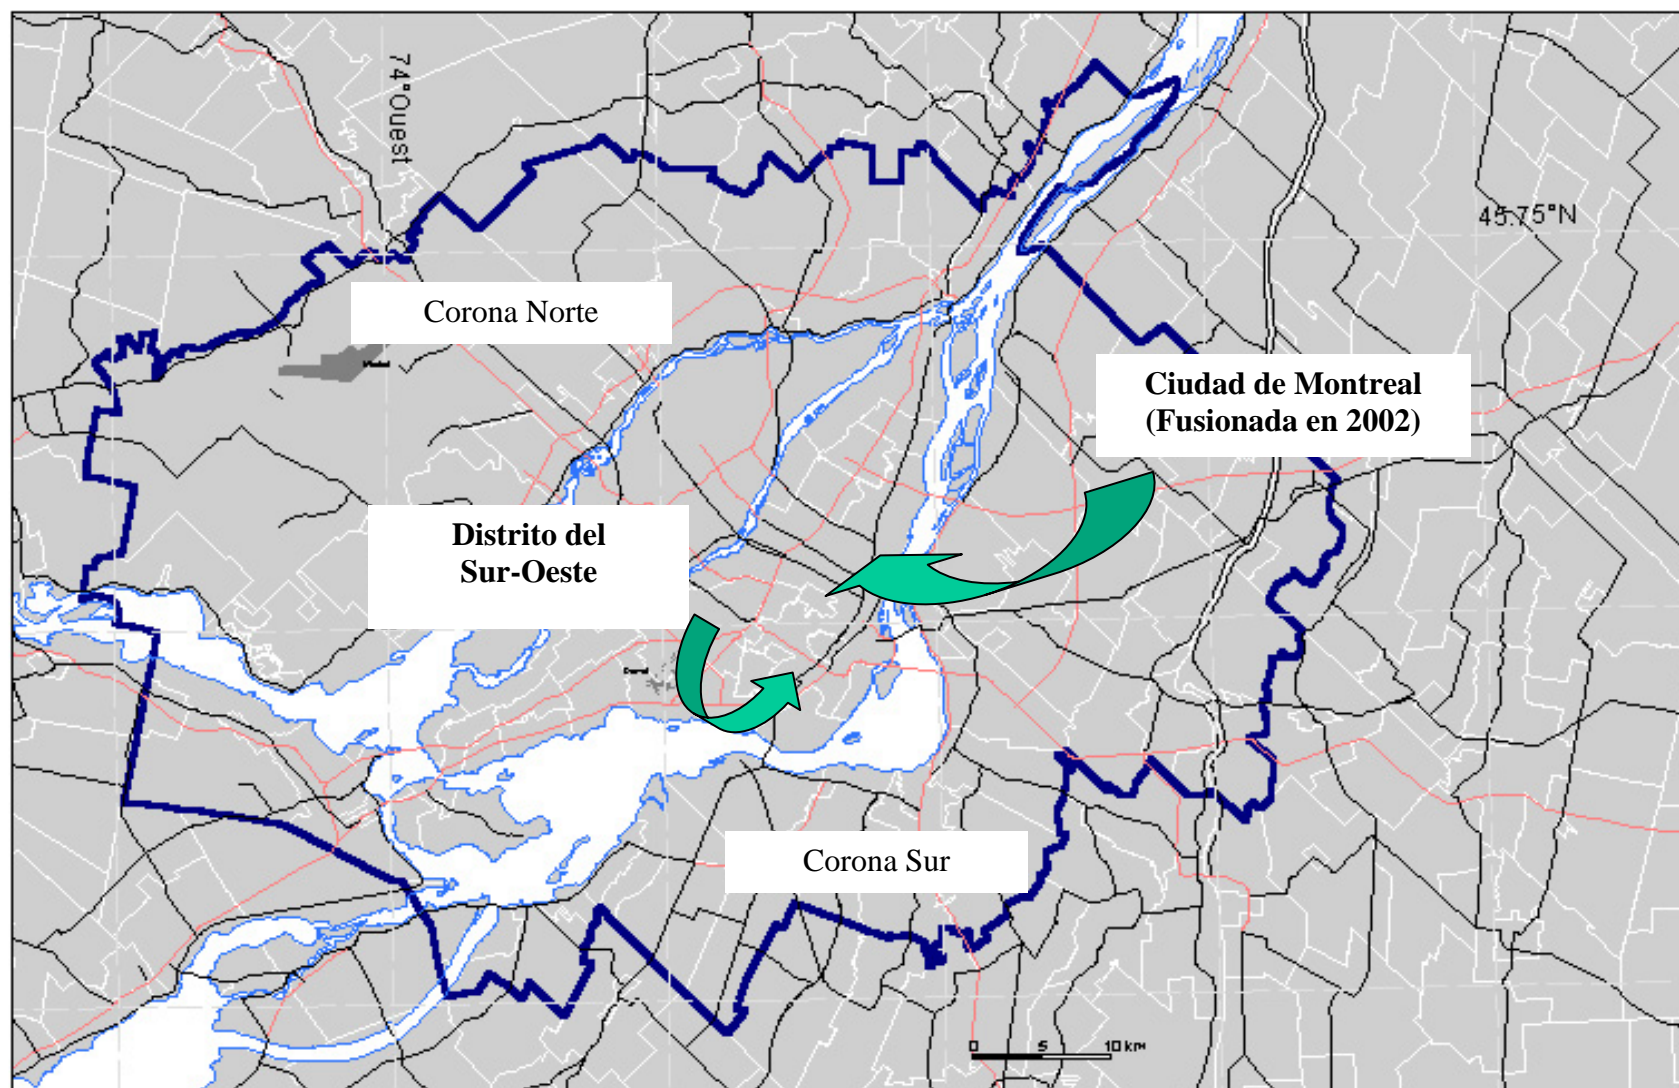 74°Ouest
45.75°N
Corona Norte
Ciudad de Montreal
(Fusionada en 2002)
Distrito del
Sur-Oeste
Corona Sur
0 5 10 km